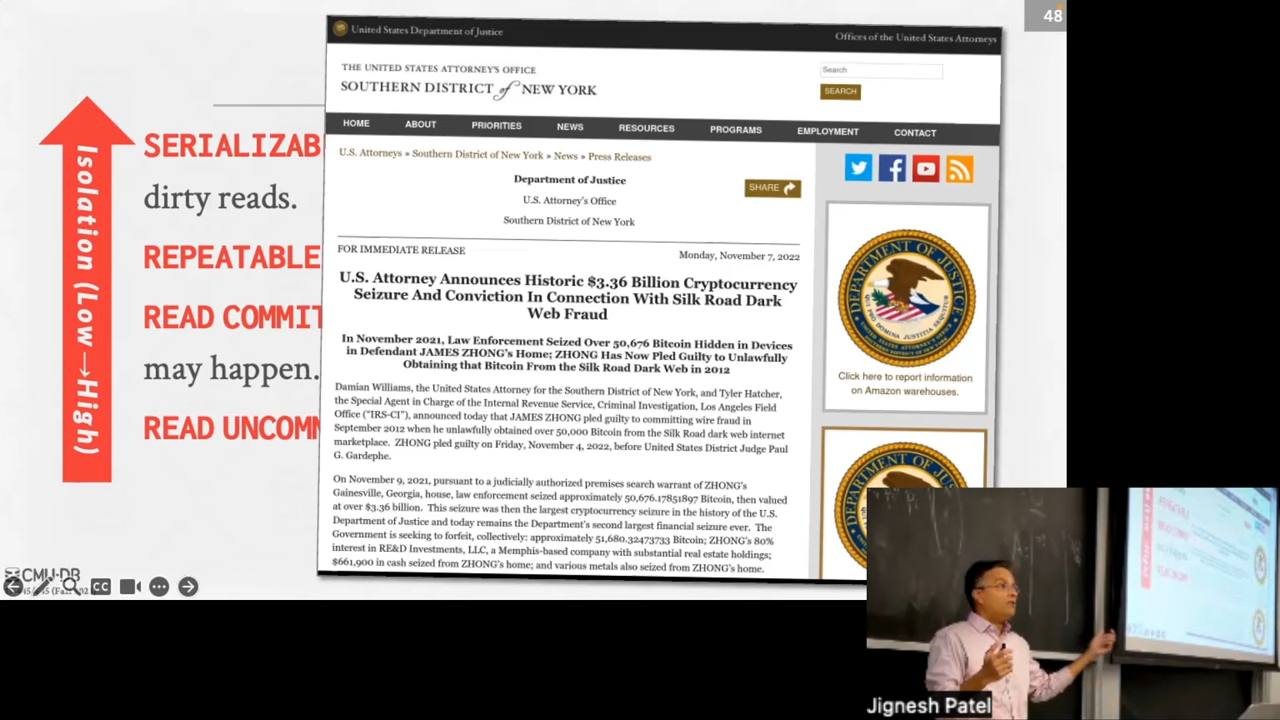 48
Isolation (Low→High)
SERIALIZAB
dirty reads.
REPEATABLE
READ COMMIT
may happen.
READ UNCOMM
CMU-DB
CC
United States Department of Justice
Offices of the United States Attorneys
THE UNITED STATES ATTORNEY'S OFFICE
SOUTHERN DISTRICT of NEW YORK
Search
SEARCH
HOME ABOUT PRIORITIES NEWS RESOURCES PROGRAMS EMPLOYMENT CONTACT
U.S. Attorneys » Southern District of New York » News » Press Releases
Department of Justice
SHARE
U.S. Attorney's Office
Southern District of New York
FOR IMMEDIATE RELEASE
Monday, November 7, 2022
U.S. Attorney Announces Historic $3.36 Billion Cryptocurrency
Seizure And Conviction In Connection With Silk Road Dark
Web Fraud
In November 2021, Law Enforcement Seized Over 50,676 Bitcoin Hidden in Devices
in Defendant JAMES ZHONG's Home; ZHONG Has Now Pled Guilty to Unlawfully
Obtaining that Bitcoin From the Silk Road Dark Web in 2012
Damian Williams, the United States Attorney for the Southern District of New York, and Tyler Hatcher,
the Special Agent in Charge of the Internal Revenue Service, Criminal Investigation, Los Angeles Field
Office ("IRS-CI"), announced today that JAMES ZHONG pled guilty to committing wire fraud in
September 2012 when he unlawfully obtained over 50,000 Bitcoin from the Silk Road dark web internet
marketplace. ZHONG pled guilty on Friday, November 4, 2022, before United States District Judge Paul
G. Gardephe.
On November 9, 2021, pursuant to a judicially authorized premises search warrant of ZHONG's
Gainesville, Georgia, house, law enforcement seized approximately 50,676.17851897 Bitcoin, then valued
at over $3.36 billion. This seizure was then the largest cryptocurrency seizure in the history of the U.S.
Department of Justice and today remains the Department's second largest financial seizure ever. The
Government is seeking to forfeit, collectively: approximately 51,680.32473733 Bitcoin; ZHONG's 80%
interest in RE&D Investments, LLC, a Memphis-based company with substantial real estate holdings;
$661,900 in cash seized from ZHONG's home; and various metals also seized from ZHONG's home.
DEPARTMENT OF JUSTICE
QUI PRO DOMINA JUSTITIA SEQUITUR
Click here to report information
on Amazon warehouses.
DEPARTMENT OF JUSTICE
Jignesh Patel